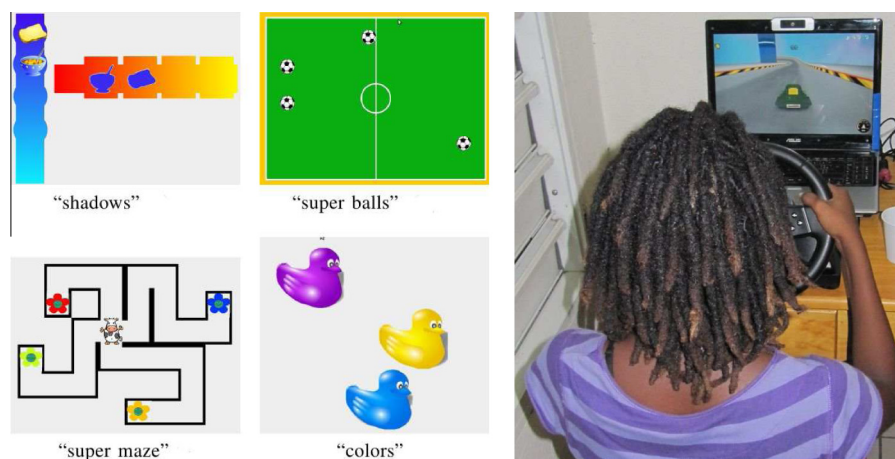 “shadows”
“super balls”
“super maze”
“colors”
ASUS